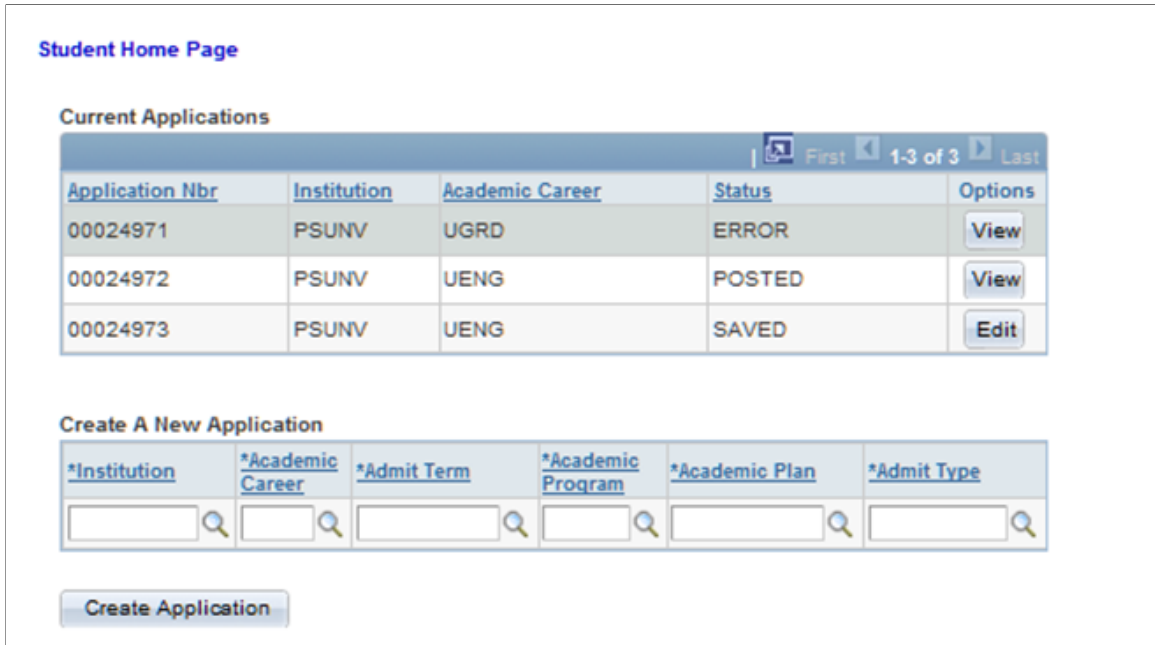 Student Home Page
Current Applications
| First 1-3 of 3 Last
Application Nbr Institution Academic Career Status Options
00024971 PSUNV UGRD ERROR View
00024972 PSUNV UENG POSTED View
00024973 PSUNV UENG SAVED Edit
Create A New Application
*Institution *Academic Career *Admit Term *Academic Program *Academic Plan *Admit Type
Create Application